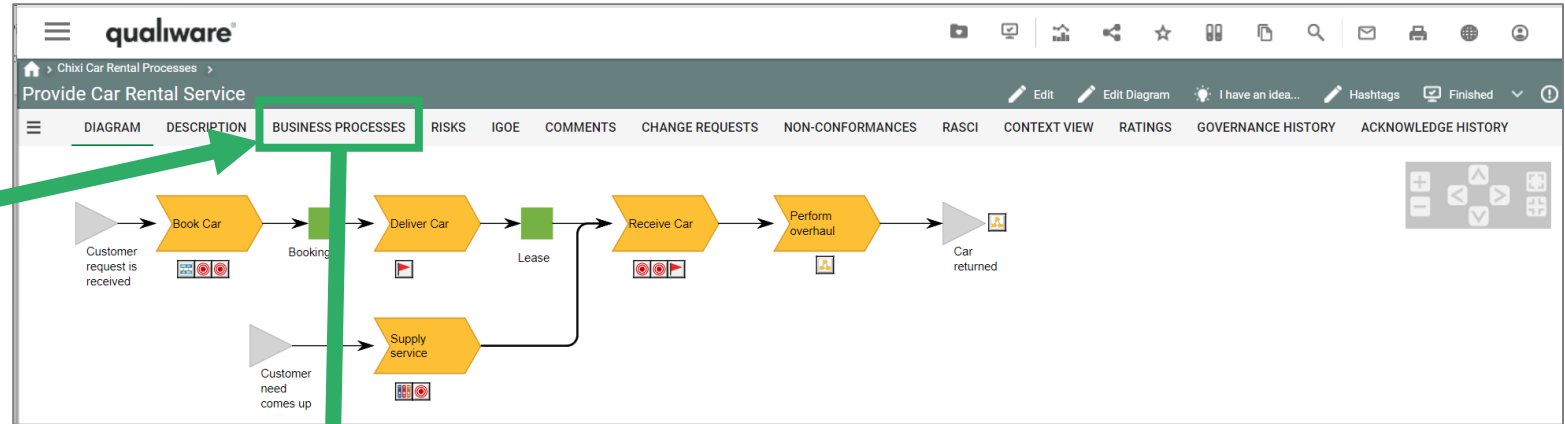 qualiware®
Chixi Car Rental Processes
Provide Car Rental Service
Edit
Edit Diagram
I have an idea...
Hashtags
Finished
DIAGRAM
DESCRIPTION
BUSINESS PROCESSES
RISKS
IGOE
COMMENTS
CHANGE REQUESTS
NON-CONFORMANCES
RASCI
CONTEXT VIEW
RATINGS
GOVERNANCE HISTORY
ACKNOWLEDGE HISTORY
Customer
request is
received
Book Car
Booking
Deliver Car
Lease
Receive Car
Perform
overhaul
Car
returned
Customer
need
comes up
Supply
service